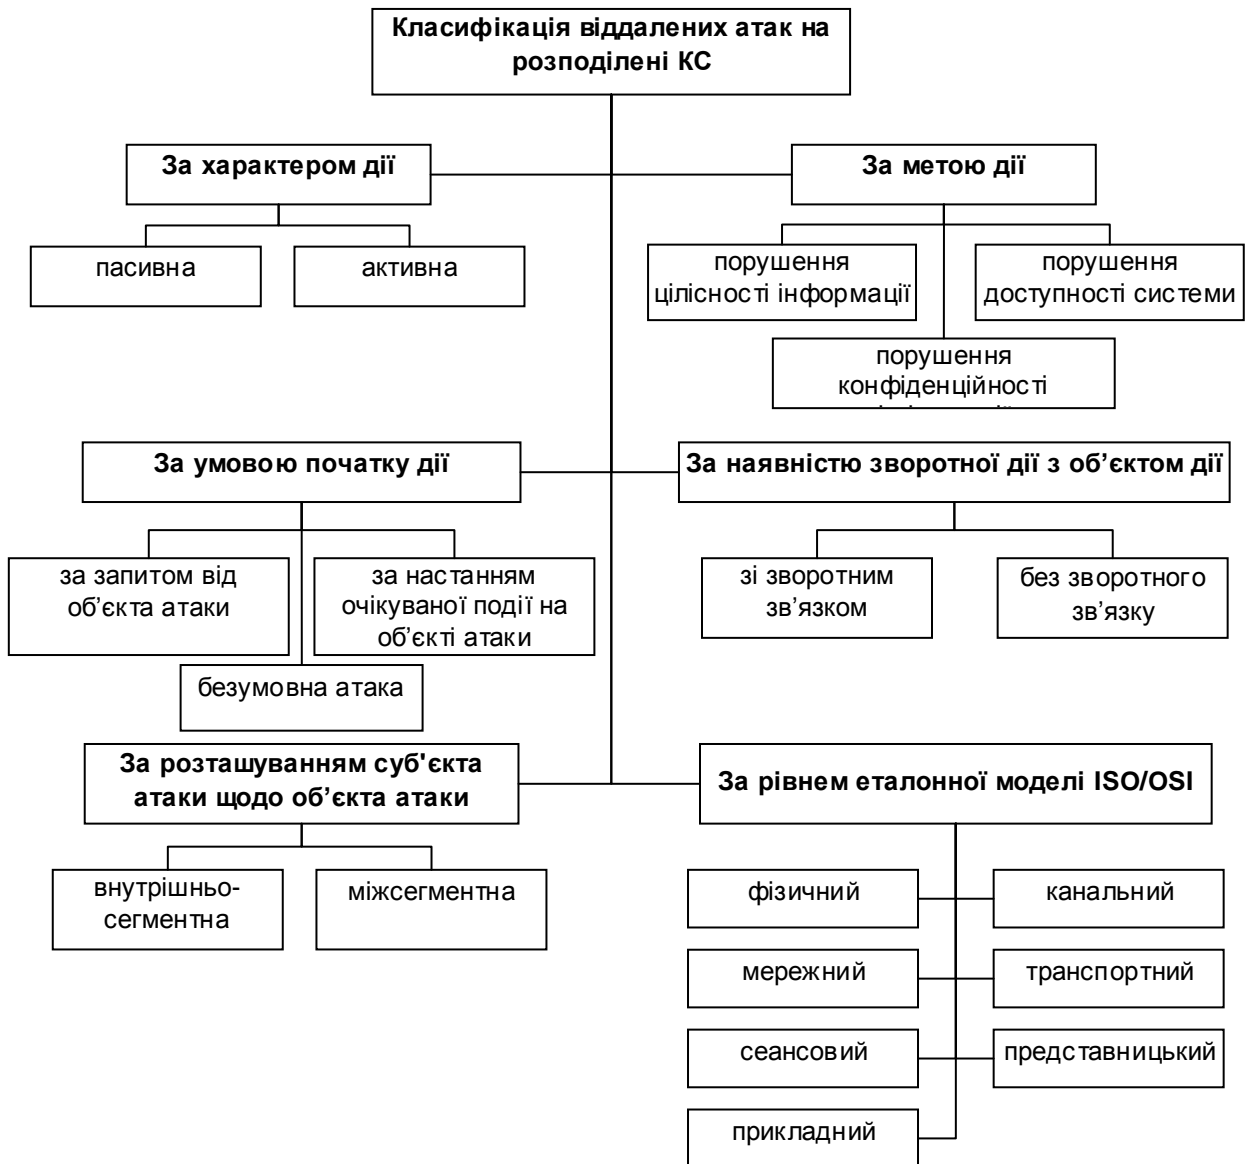 Класифікація віддалених атак на
розподілені КС
За характером дії
За метою дії
пасивна
активна
порушення
цілісності інформації
порушення
доступності системи
порушення
конфіденційності
За умовою початку дії
За наявністю зворотної дії з об’єктом дії
за запитом від
об’єкта атаки
за настанням
очікуваної події на
об’єкті атаки
безумовна атака
зі зворотним
зв’язком
без зворотного
зв’язку
За розташуванням суб'єкта
атаки щодо об’єкта атаки
За рівнем еталонної моделі ISO/OSI
внутрішньо-
сегментна
міжсегментна
фізичний
канальний
мережний
транспортний
сеансовий
представницький
прикладний